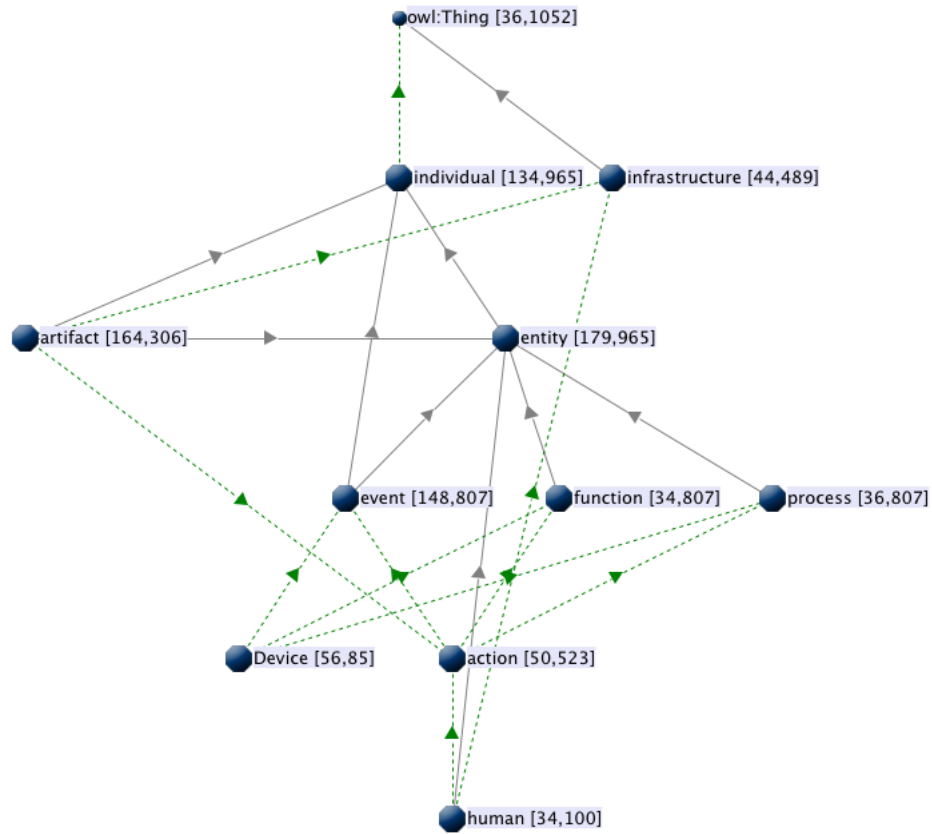 owl:Thing [36,1052]
individual [134,965]
infrastructure [44,489]
artifact [164,306]
entity [179,965]
event [148,807]
function [34,807]
process [36,807]
Device [56,85]
action [50,523]
human [34,100]